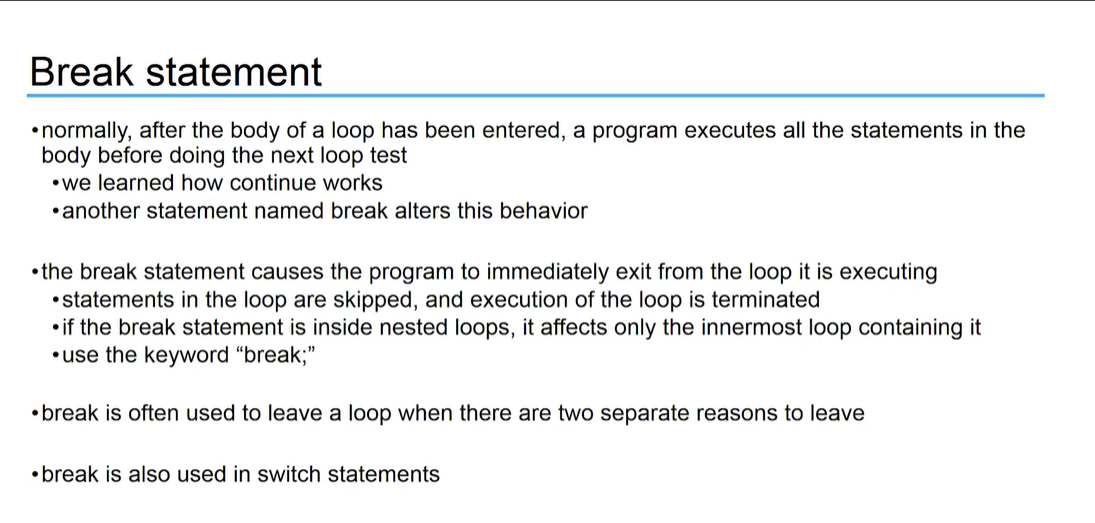 Break statement
•normally, after the body of a loop has been entered, a program executes all the statements in the
body before doing the next loop test
•we learned how continue works
•another statement named break alters this behavior
•the break statement causes the program to immediately exit from the loop it is executing
•statements in the loop are skipped, and execution of the loop is terminated
•if the break statement is inside nested loops, it affects only the innermost loop containing it
•use the keyword “break;”
•break is often used to leave a loop when there are two separate reasons to leave
•break is also used in switch statements